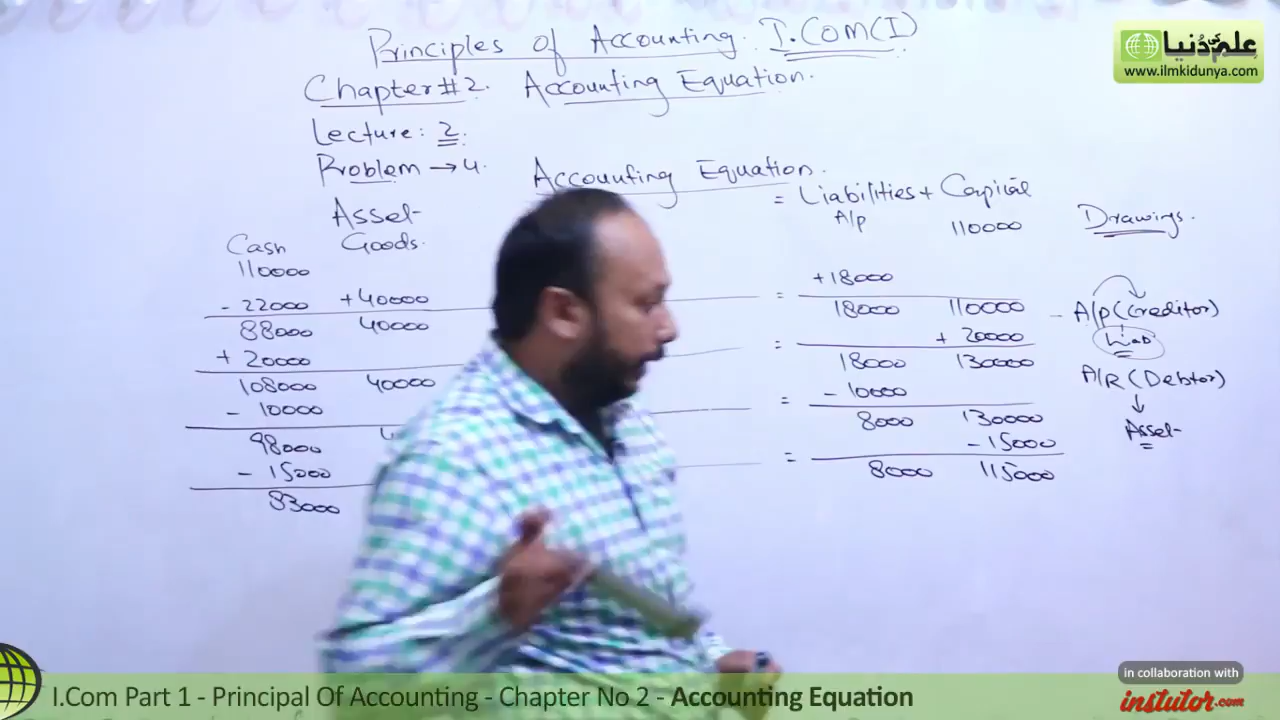 Principles of Accounting. I.COM(I)
Chapter#2. Accounting Equation.
Lecture: 2.
Problem → 4. Accounting Equation.
Asset = Liabilities + Capital
Cash Goods. A/p 110000 Drawings.
110000 +18000
- 22000 +40000 = 18000 110000 - A/p (Creditor)
88000 40000 + 20000 Liab
+ 20000 = 18000 130000 A/R (Debtor)
108000 40000 - 10000
- 10000 = 8000 130000 Asset
98000 - 15000
- 15000 = 8000 115000
83000
علم کی دُنیا
www.ilmkidunya.com
in collaboration with
instutor.com
I.Com Part 1 - Principal Of Accounting - Chapter No 2 - Accounting Equation